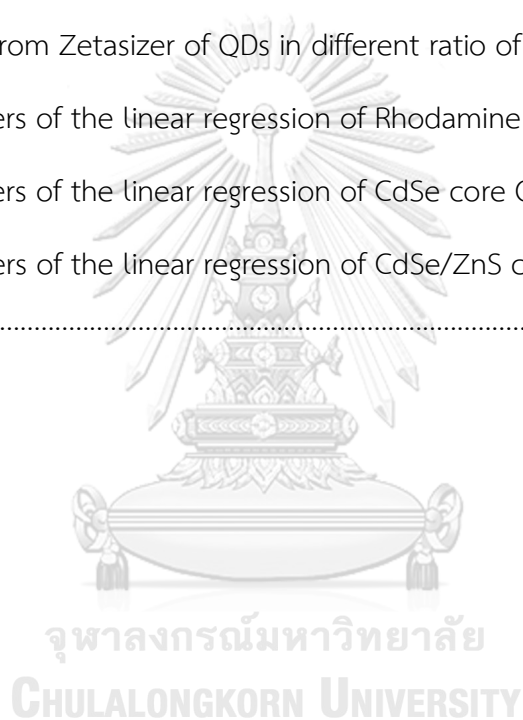 rom Zetasizer of QDs in different ratio of
ers of the linear regression of Rhodamine
ers of the linear regression of CdSe core
ers of the linear regression of CdSe/ZnS
................................................................................
จุฬาลงกรณ์มหาวิทยาลัย
CHULALONGKORN UNIVERSITY